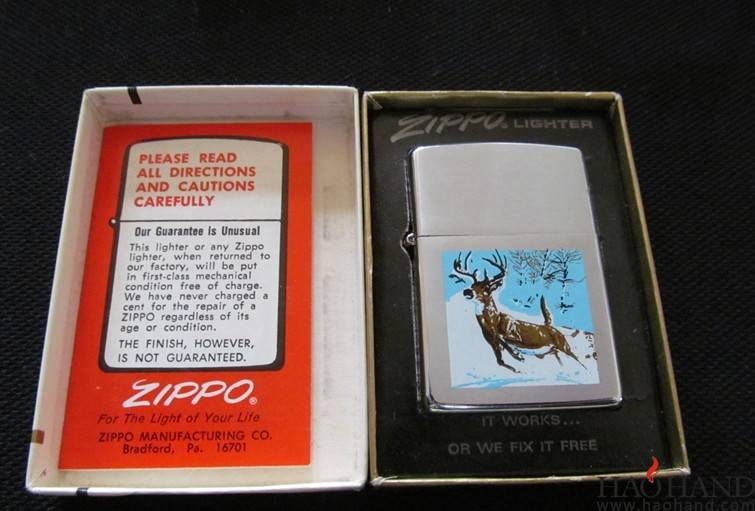 PLEASE READ
ALL DIRECTIONS
AND CAUTIONS
CAREFULLY
Our Guarantee is Unusual
This lighter or any Zippo
lighter, when returned to
our factory, will be put
in first-class mechanical
condition free of charge.
We have never charged a
cent for the repair of a
ZIPPO regardless of its
age or condition.
THE FINISH, HOWEVER,
IS NOT GUARANTEED.
ZIPPO®
For The Light of Your Life
ZIPPO MANUFACTURING CO.
Bradford, Pa. 16701
ZIPPO® LIGHTER
IT WORKS...
OR WE FIX IT FREE
HAOHAND
www.haohand.com